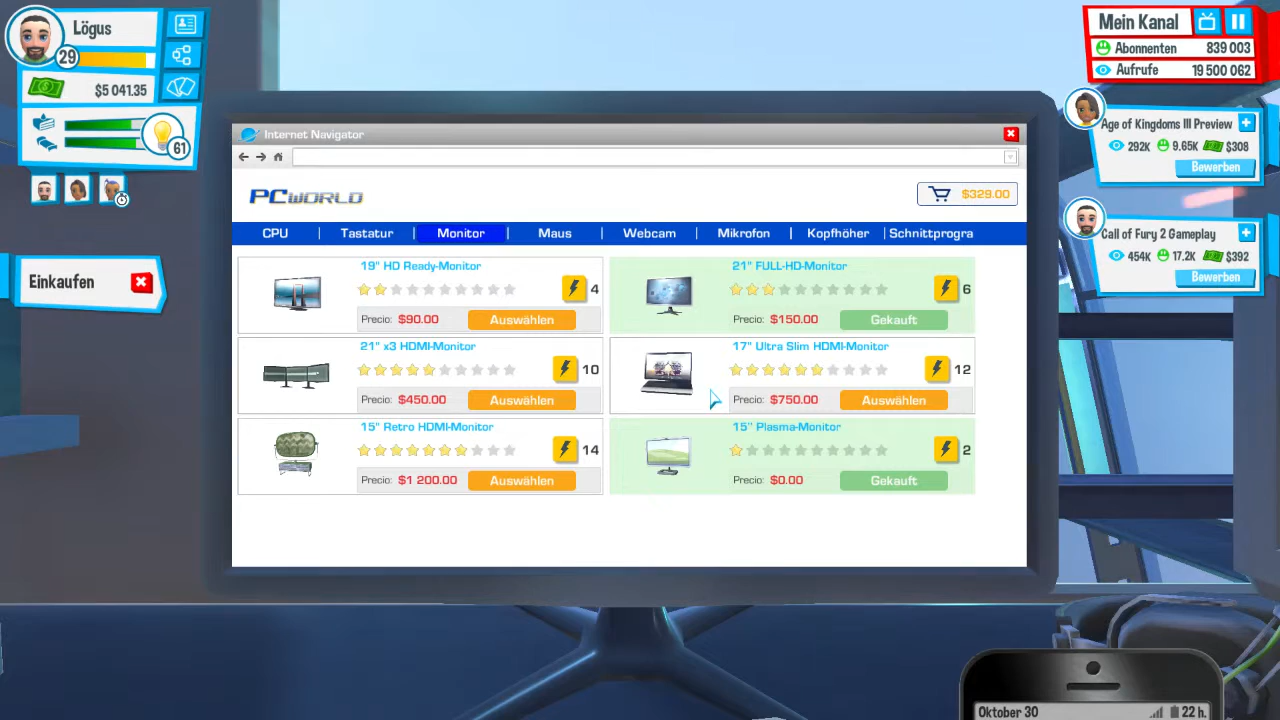 Lögus
29
$5 041.35
61
Einkaufen
Mein Kanal
Abonnenten 839 003
Aufrufe 19 500 062
Age of Kingdoms III Preview
292K 9.65K $308
Bewerben
Call of Fury 2 Gameplay
454K 17.2K $392
Bewerben
Internet Navigator
PCWORLD
$329.00
CPU | Tastatur | Monitor | Maus | Webcam | Mikrofon | Kopfhöher | Schnittprogra
19" HD Ready-Monitor
4
Precio: $90.00 Auswählen
21" FULL-HD-Monitor
6
Precio: $150.00 Gekauft
21" x3 HDMI-Monitor
10
Precio: $450.00 Auswählen
17" Ultra Slim HDMI-Monitor
12
Precio: $750.00 Auswählen
15" Retro HDMI-Monitor
14
Precio: $1 200.00 Auswählen
15" Plasma-Monitor
2
Precio: $0.00 Gekauft
Oktober 30 22 h.